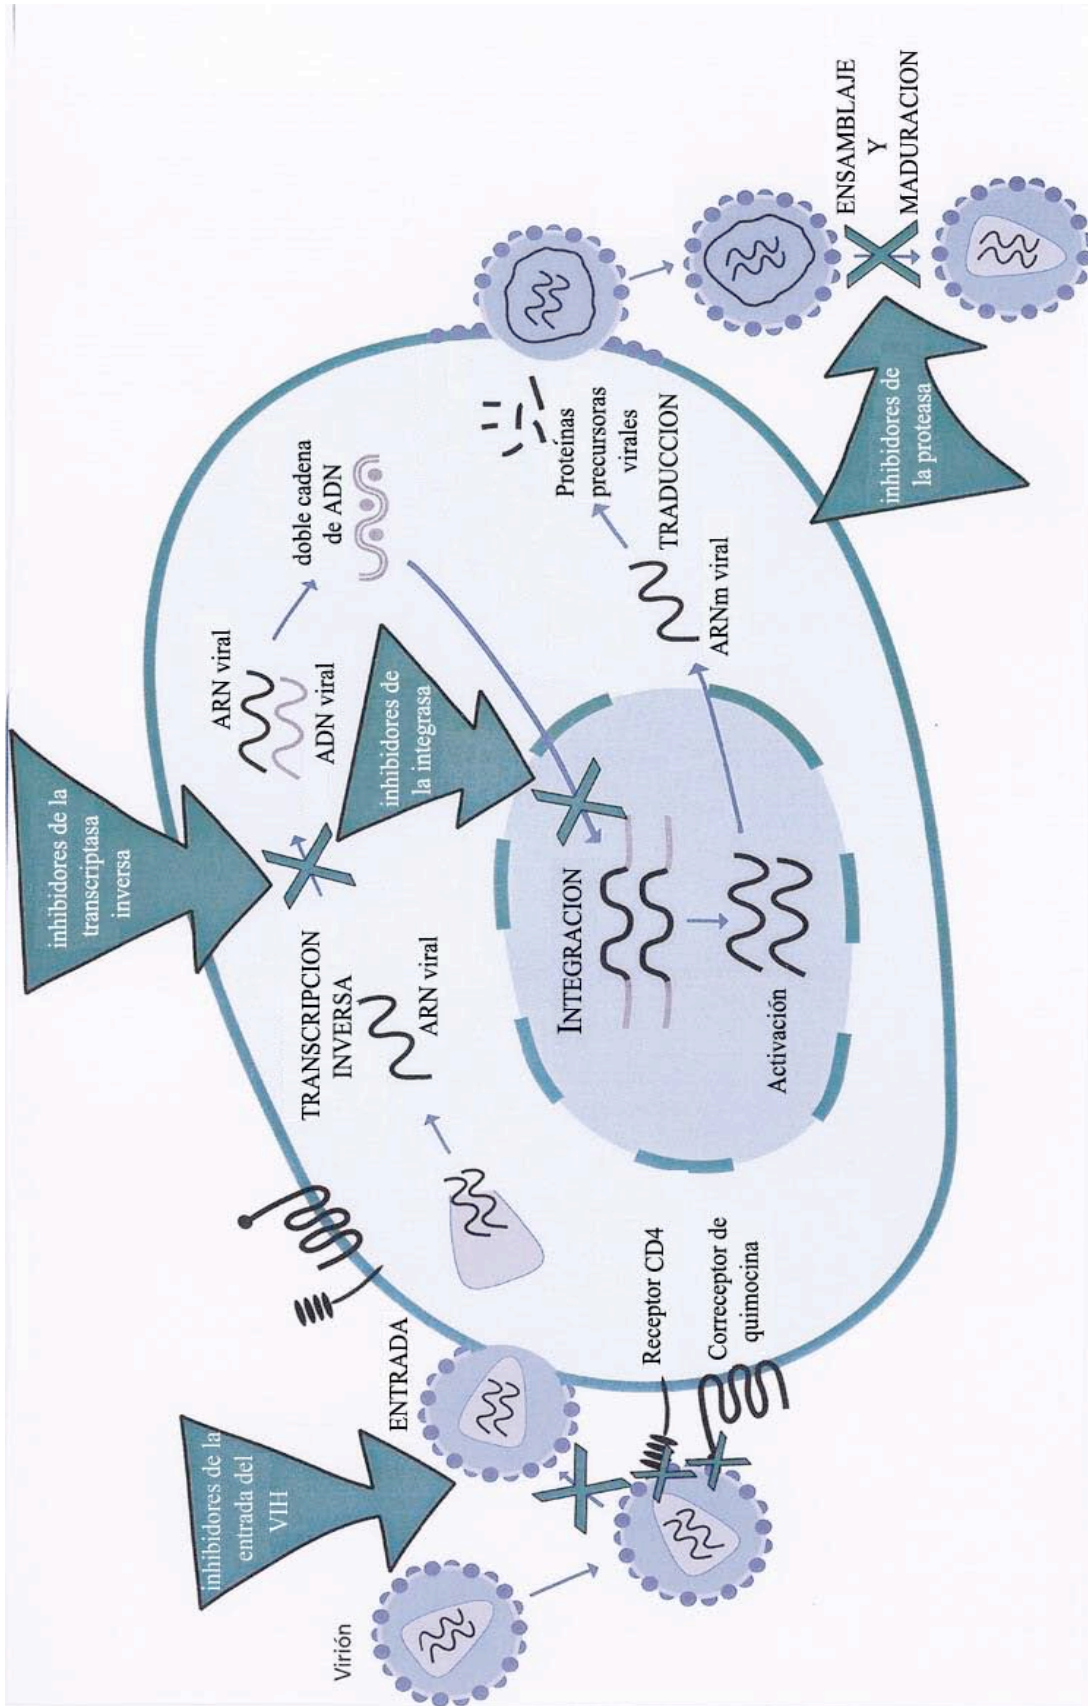 inhibidores de la
entrada del
VIH
Virión
ENTRADA
Receptor CD4
Correceptor de
quimocina
inhibidores de la
transcriptasa
inversa
TRANSCRIPCION
INVERSA
ARN viral
ARN viral
ADN viral
doble cadena
de ADN
inhibidores de
la integrasa
INTEGRACION
Activación
ARNm viral
TRADUCCION
Proteínas
precursoras
virales
inhibidores de
la proteasa
ENSAMBLAJE
Y
MADURACION